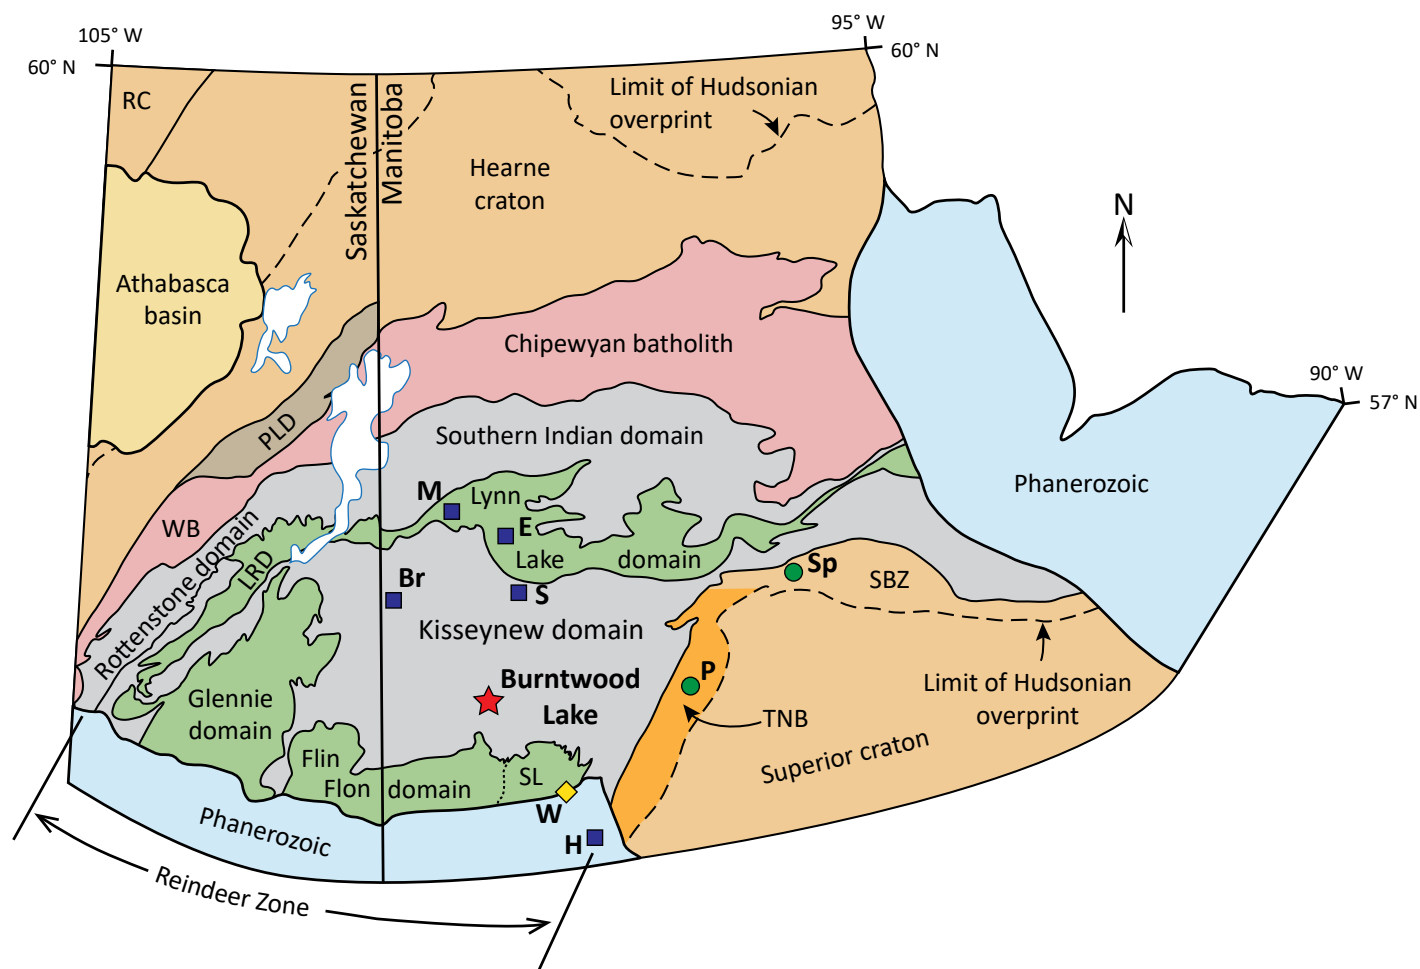 105° W
95° W
60° N
60° N
RC
Saskatchewan
Manitoba
Limit of Hudsonian
overprint
Hearne
craton
N
Athabasca
basin
Chipewyan batholith
90° W
57° N
PLD
Southern Indian domain
Phanerozoic
M
Lynn
WB
E
Lake
domain
Rottenstone domain
LRD
Br
S
Sp
SBZ
Kisseynew domain
Burntwood
Lake
P
TNB
Limit of Hudsonian
overprint
Glennie
domain
Superior craton
Flin
Flon
domain
SL
W
H
Phanerozoic
Reindeer Zone